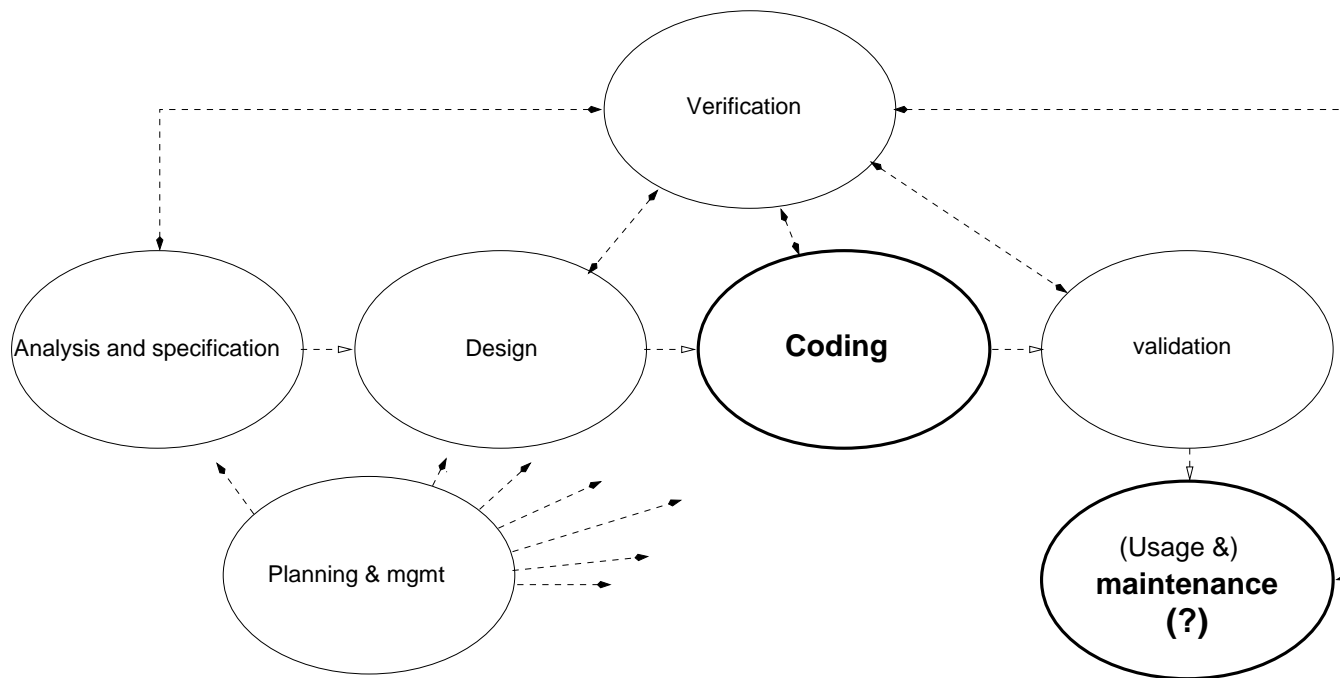 Verification
Analysis and specification
Design
Coding
validation
Planning & mgmt
(Usage &)
maintenance
(?)